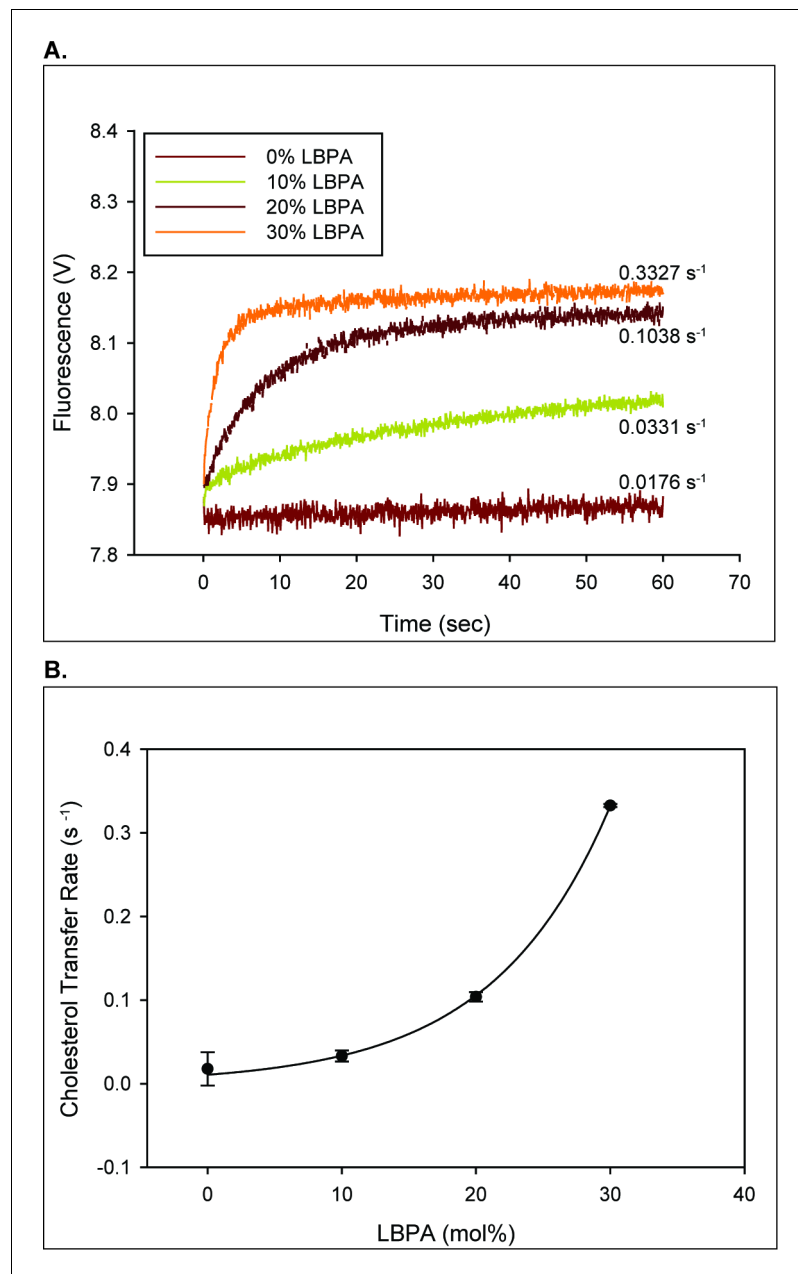 A.
8.4
8.3
8.2
8.1
8.0
7.9
7.8
Fluorescence (V)
0% LBPA
10% LBPA
20% LBPA
30% LBPA
0.3327 s⁻¹
0.1038 s⁻¹
0.0331 s⁻¹
0.0176 s⁻¹
0 10 20 30 40 50 60 70
Time (sec)
B.
0.4
0.3
0.2
0.1
0.0
-0.1
Cholesterol Transfer Rate (s ⁻¹)
0 10 20 30 40
LBPA (mol%)